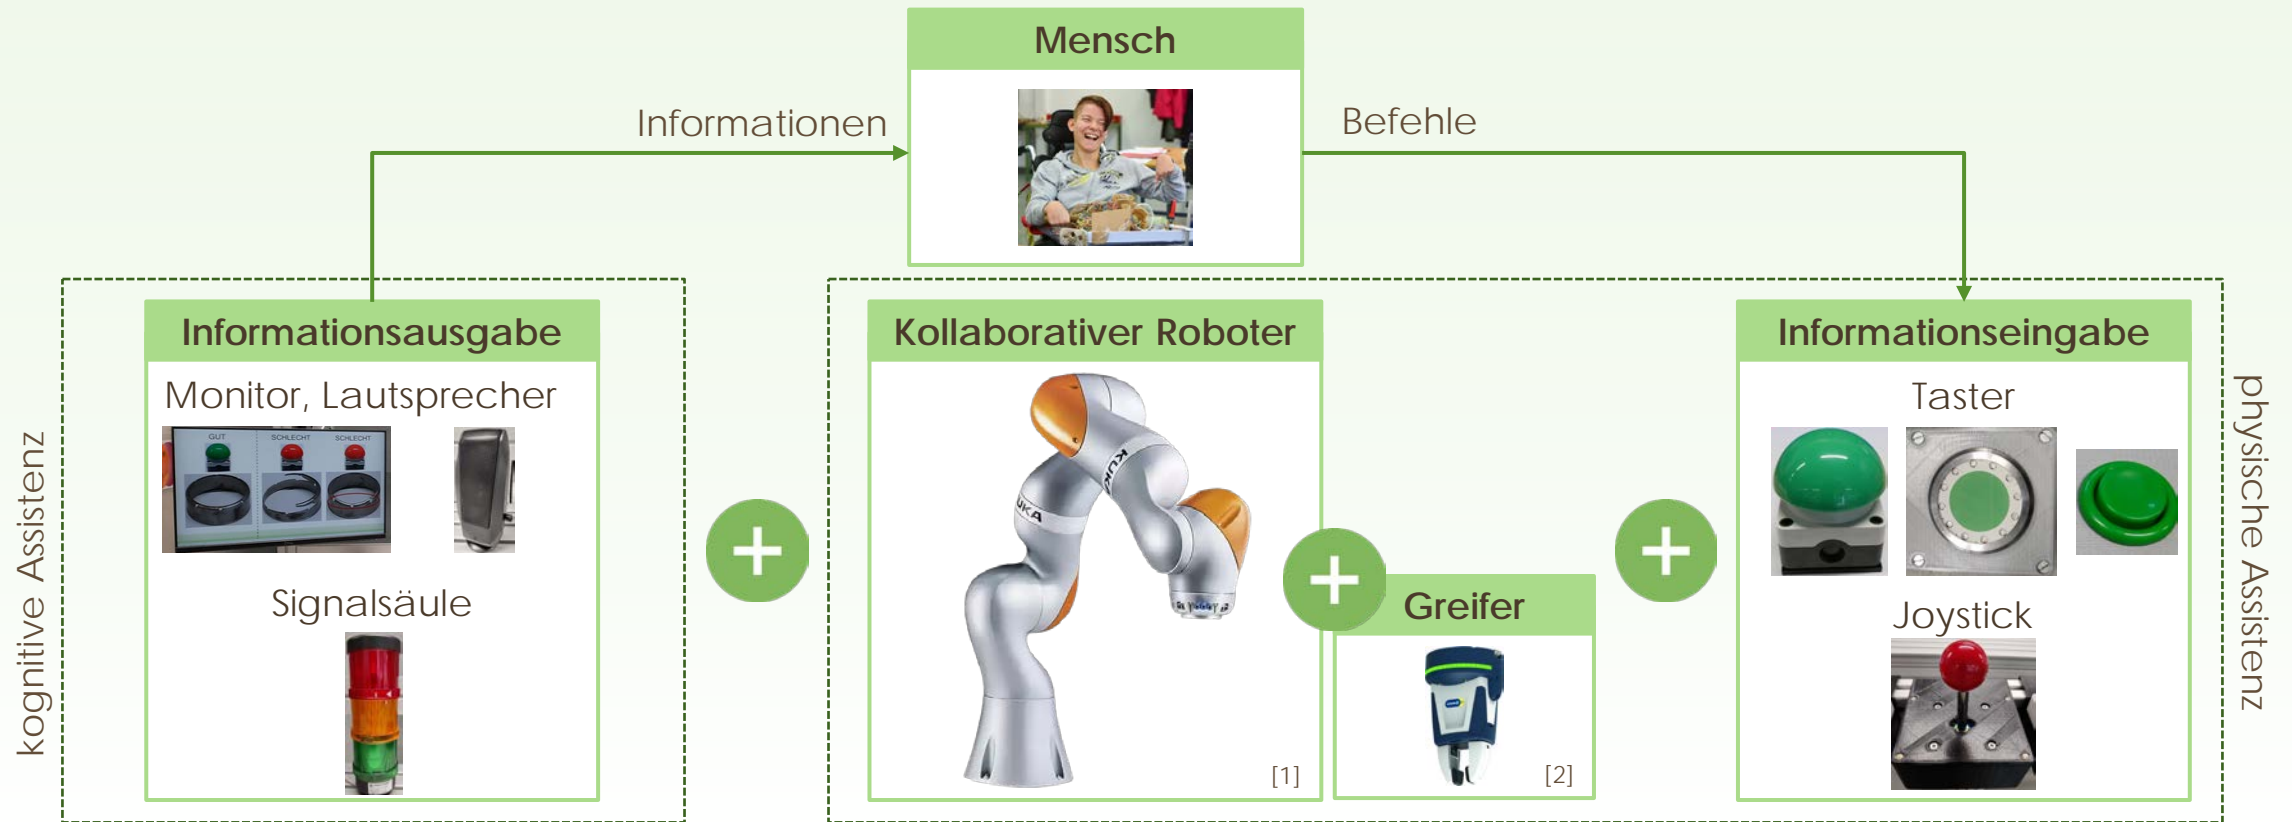 Mensch
Informationen
Befehle
kognitive Assistenz
Informationsausgabe
Monitor, Lautsprecher
GUT
SCHLECHT
SCHLECHT
Signalsäule
Kollaborativer Roboter
KUKA
KUKA
[1]
Greifer
[2]
Informationseingabe
Taster
Joystick
physische Assistenz